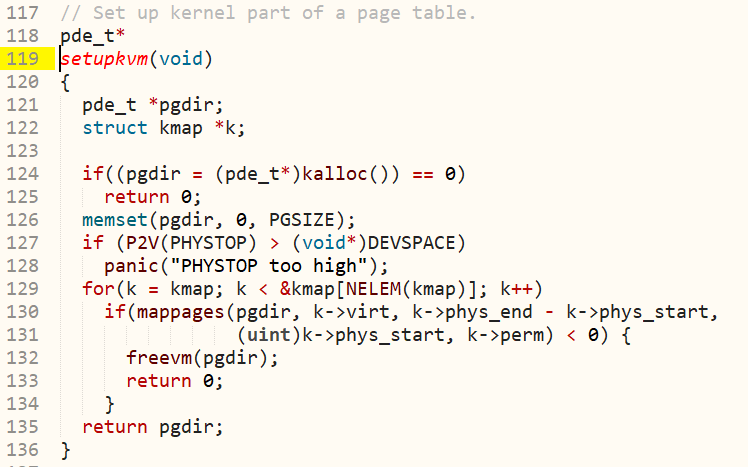 117 // Set up kernel part of a page table.
118 pde_t*
119 setupkvm(void)
120 {
121   pde_t *pgdir;
122   struct kmap *k;
123
124   if((pgdir = (pde_t*)kalloc()) == 0)
125     return 0;
126   memset(pgdir, 0, PGSIZE);
127   if (P2V(PHYSTOP) > (void*)DEVSPACE)
128     panic("PHYSTOP too high");
129   for(k = kmap; k < &kmap[NELEM(kmap)]; k++)
130     if(mappages(pgdir, k->virt, k->phys_end - k->phys_start,
131                 (uint)k->phys_start, k->perm) < 0) {
132       freevm(pgdir);
133       return 0;
134     }
135   return pgdir;
136 }